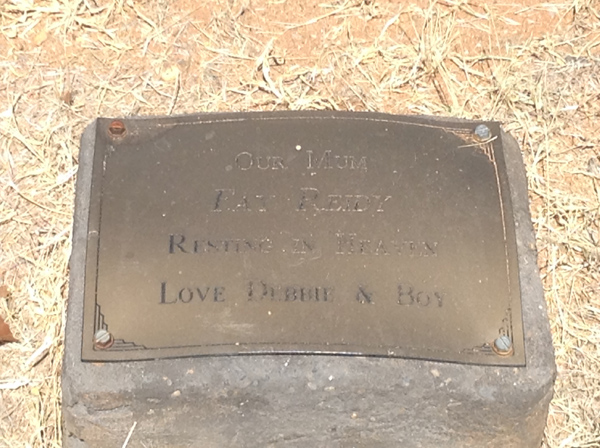 OUR MUM
FAY REIDY
RESTING IN HEAVEN
LOVE DEBBIE & BOY